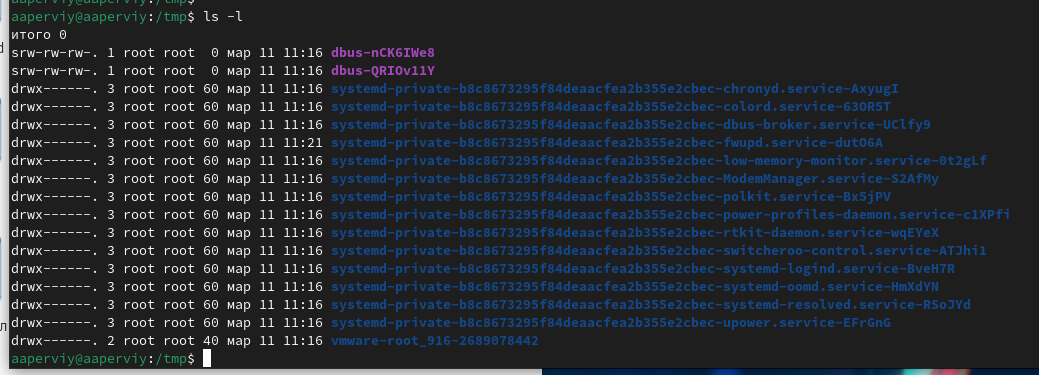 aaperviy@aaperviy:/tmp$ ls -l
итого 0
srw-rw-rw-. 1 root root  0 мар 11 11:16 dbus-nCK6IWe8
srw-rw-rw-. 1 root root  0 мар 11 11:16 dbus-QRIOv11Y
drwx------. 3 root root 60 мар 11 11:16 systemd-private-b8c8673295f84deaacfea2b355e2cbec-chronyd.service-AxyugI
drwx------. 3 root root 60 мар 11 11:16 systemd-private-b8c8673295f84deaacfea2b355e2cbec-colord.service-63OR5T
drwx------. 3 root root 60 мар 11 11:16 systemd-private-b8c8673295f84deaacfea2b355e2cbec-dbus-broker.service-UClfy9
drwx------. 3 root root 60 мар 11 11:21 systemd-private-b8c8673295f84deaacfea2b355e2cbec-fwupd.service-dutO6A
drwx------. 3 root root 60 мар 11 11:16 systemd-private-b8c8673295f84deaacfea2b355e2cbec-low-memory-monitor.service-0t2gLf
drwx------. 3 root root 60 мар 11 11:16 systemd-private-b8c8673295f84deaacfea2b355e2cbec-ModemManager.service-S2AfMy
drwx------. 3 root root 60 мар 11 11:16 systemd-private-b8c8673295f84deaacfea2b355e2cbec-polkit.service-Bx5jPV
drwx------. 3 root root 60 мар 11 11:16 systemd-private-b8c8673295f84deaacfea2b355e2cbec-power-profiles-daemon.service-c1XPfi
drwx------. 3 root root 60 мар 11 11:16 systemd-private-b8c8673295f84deaacfea2b355e2cbec-rtkit-daemon.service-wqEYeX
drwx------. 3 root root 60 мар 11 11:16 systemd-private-b8c8673295f84deaacfea2b355e2cbec-switcheroo-control.service-ATJhi1
drwx------. 3 root root 60 мар 11 11:16 systemd-private-b8c8673295f84deaacfea2b355e2cbec-systemd-logind.service-BveH7R
drwx------. 3 root root 60 мар 11 11:16 systemd-private-b8c8673295f84deaacfea2b355e2cbec-systemd-oomd.service-HmXdYN
drwx------. 3 root root 60 мар 11 11:16 systemd-private-b8c8673295f84deaacfea2b355e2cbec-systemd-resolved.service-RSoJYd
drwx------. 3 root root 60 мар 11 11:16 systemd-private-b8c8673295f84deaacfea2b355e2cbec-upower.service-EFrGnG
drwx------. 2 root root 40 мар 11 11:16 vmware-root_916-2689078442
aaperviy@aaperviy:/tmp$